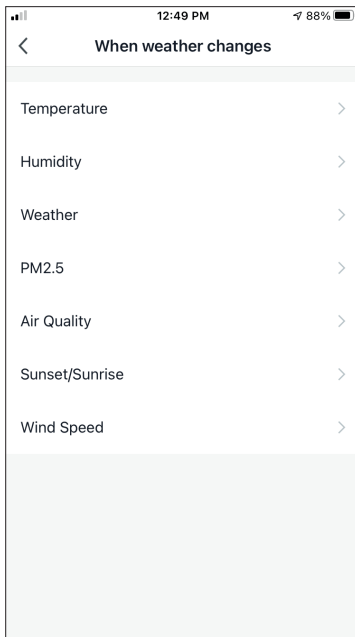 12:49 PM 88%
When weather changes
Temperature
Humidity
Weather
PM2.5
Air Quality
Sunset/Sunrise
Wind Speed